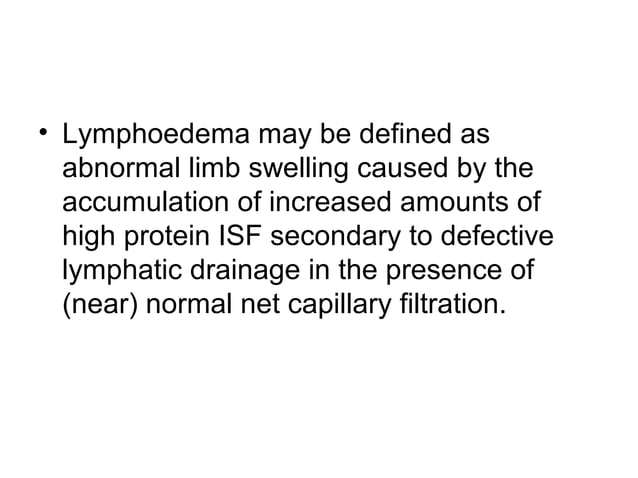 • Lymphoedema may be defined as
abnormal limb swelling caused by the
accumulation of increased amounts of
high protein ISF secondary to defective
lymphatic drainage in the presence of
(near) normal net capillary filtration.